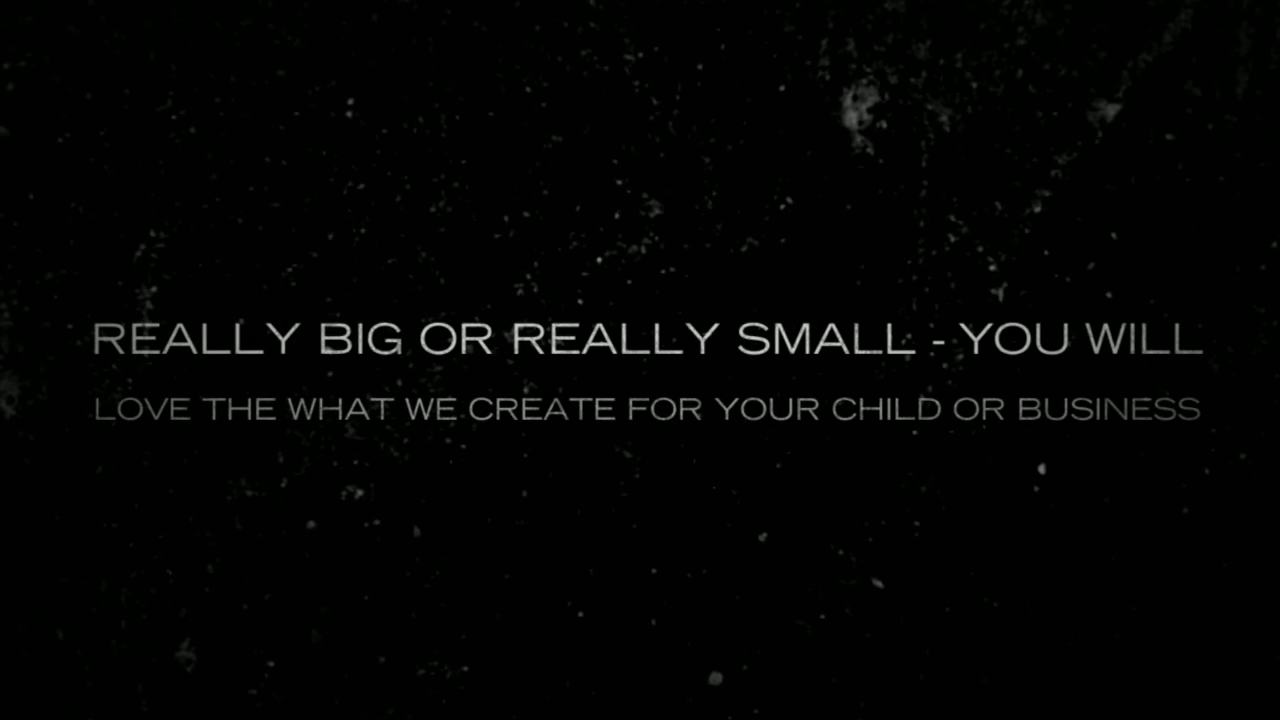 REALLY BIG OR REALLY SMALL - YOU WILL
LOVE THE WHAT WE CREATE FOR YOUR CHILD OR BUSINESS